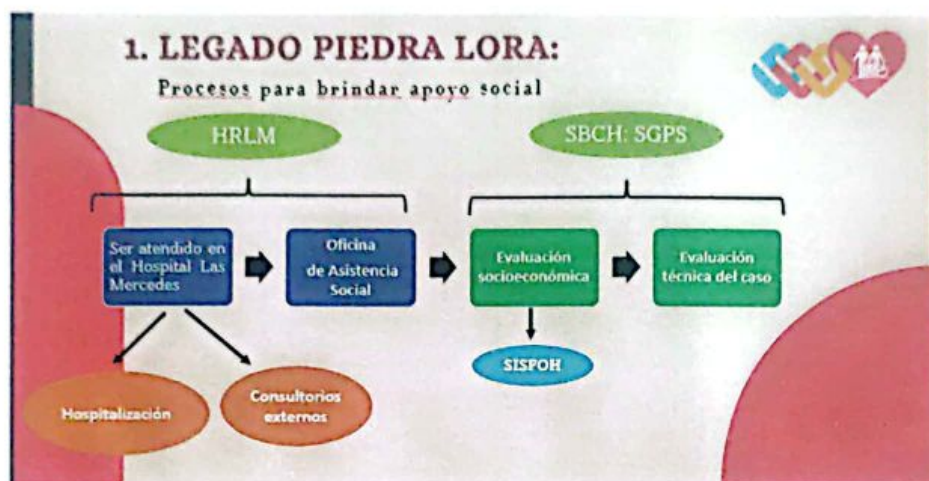 1. LEGADO PIEDRA LORA:
Procesos para brindar apoyo social
HRLM
SBCH: SGPS
Ser atendido en
el Hospital Las
Mercedes
Oficina
de Asistencia
Social
Evaluación
socioeconómica
Evaluación
técnica del caso
SISFOH
Hospitalización
Consultorios
externos